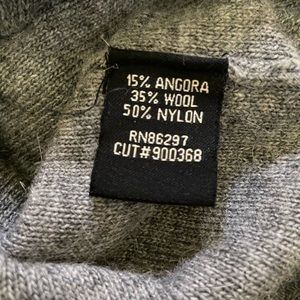 15% ANGORA
35% WOOL
50% NYLON
RN86297
CUT#900368